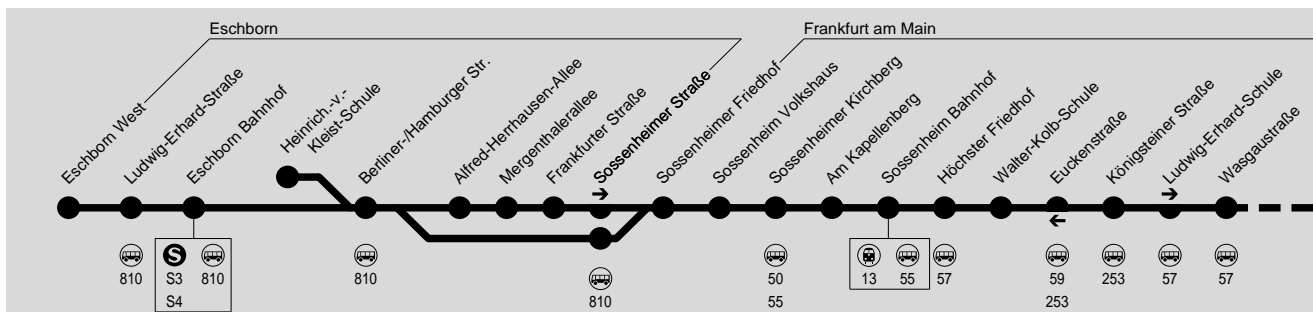 Eschborn
Frankfurt am Main
Eschborn West
Ludwig-Erhard-Straße
Eschborn Bahnhof
Heinrich.-v.-
Kleist-Schule
Berliner-/Hamburger Str.
Alfred-Herrhausen-Allee
Mergenthalerallee
Frankfurter Straße
Sossenheimer Straße
Sossenheimer Friedhof
Sossenheim Volkshaus
Sossenheimer Kirchberg
Am Kapellenberg
Sossenheim Bahnhof
Höchster Friedhof
Walter-Kolb-Schule
Euckenstraße
Königsteiner Straße
Ludwig-Erhard-Schule
Wasgaustraße
810
S
S3
S4
810
810
810
50
55
13
55
57
59
253
253
57
57